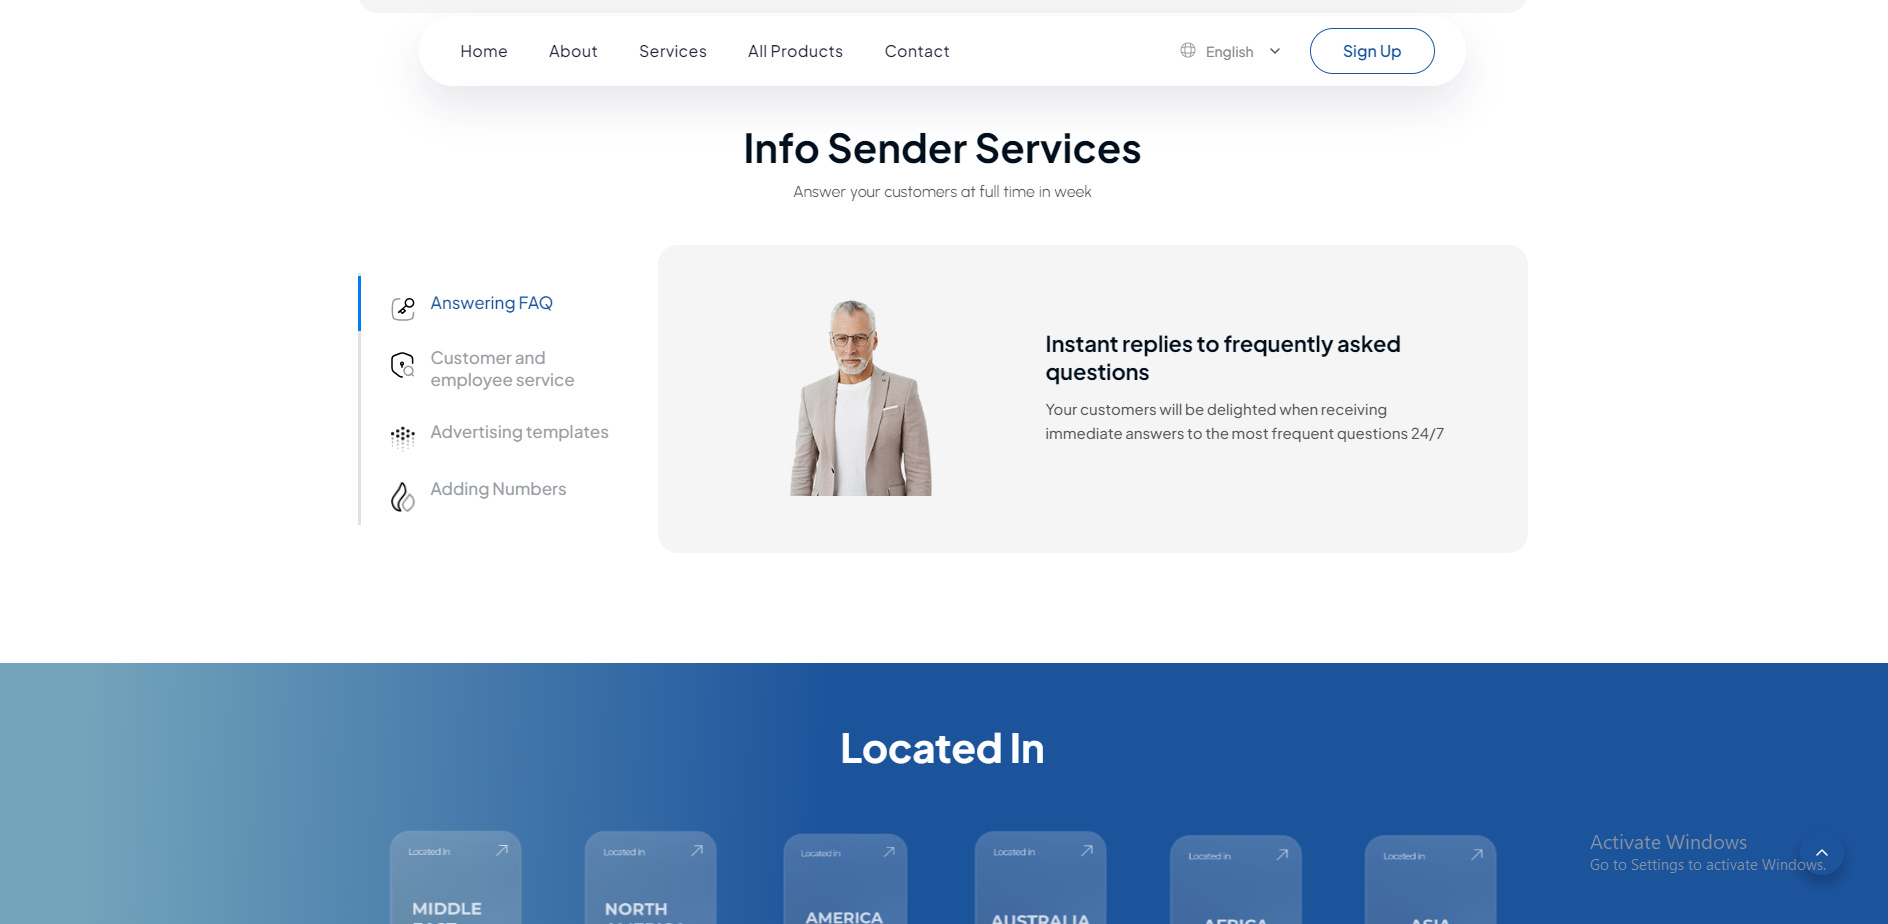 Home About Services All Products Contact English Sign Up
Info Sender Services
Answer your customers at full time in week
Answering FAQ
Customer and
employee service
Advertising templates
Adding Numbers
Instant replies to frequently asked
questions
Your customers will be delighted when receiving
immediate answers to the most frequent questions 24/7
Located In
Located in
MIDDLE
EAST
Located in
NORTH
AMERICA
Located in
AMERICA
Located in
AUSTRALIA
Located in
AFRICA
Located in
ASIA
Activate Windows
Go to Settings to activate Windows.